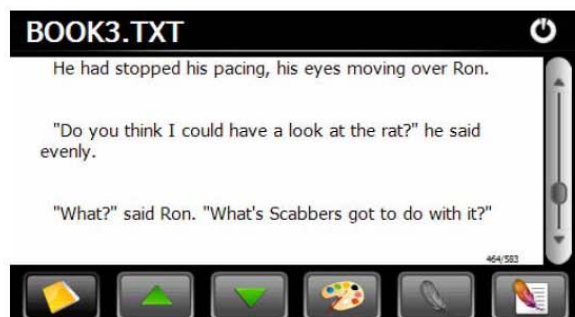 BOOK3.TXT
He had stopped his pacing, his eyes moving over Ron.
"Do you think I could have a look at the rat?" he said
evenly.
"What?" said Ron. "What's Scabbers got to do with it?"
464/583